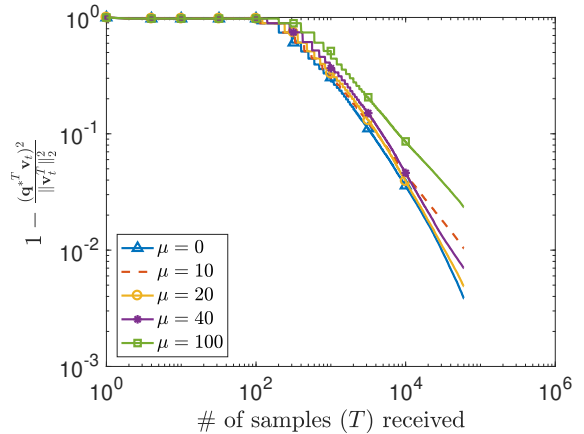 10^0
10^-1
10^-2
10^-3
1 − (q*^T v_t)^2 / ||v_t^T||_2^2
μ = 0
μ = 10
μ = 20
μ = 40
μ = 100
10^0 10^2 10^4 10^6
# of samples (T) received